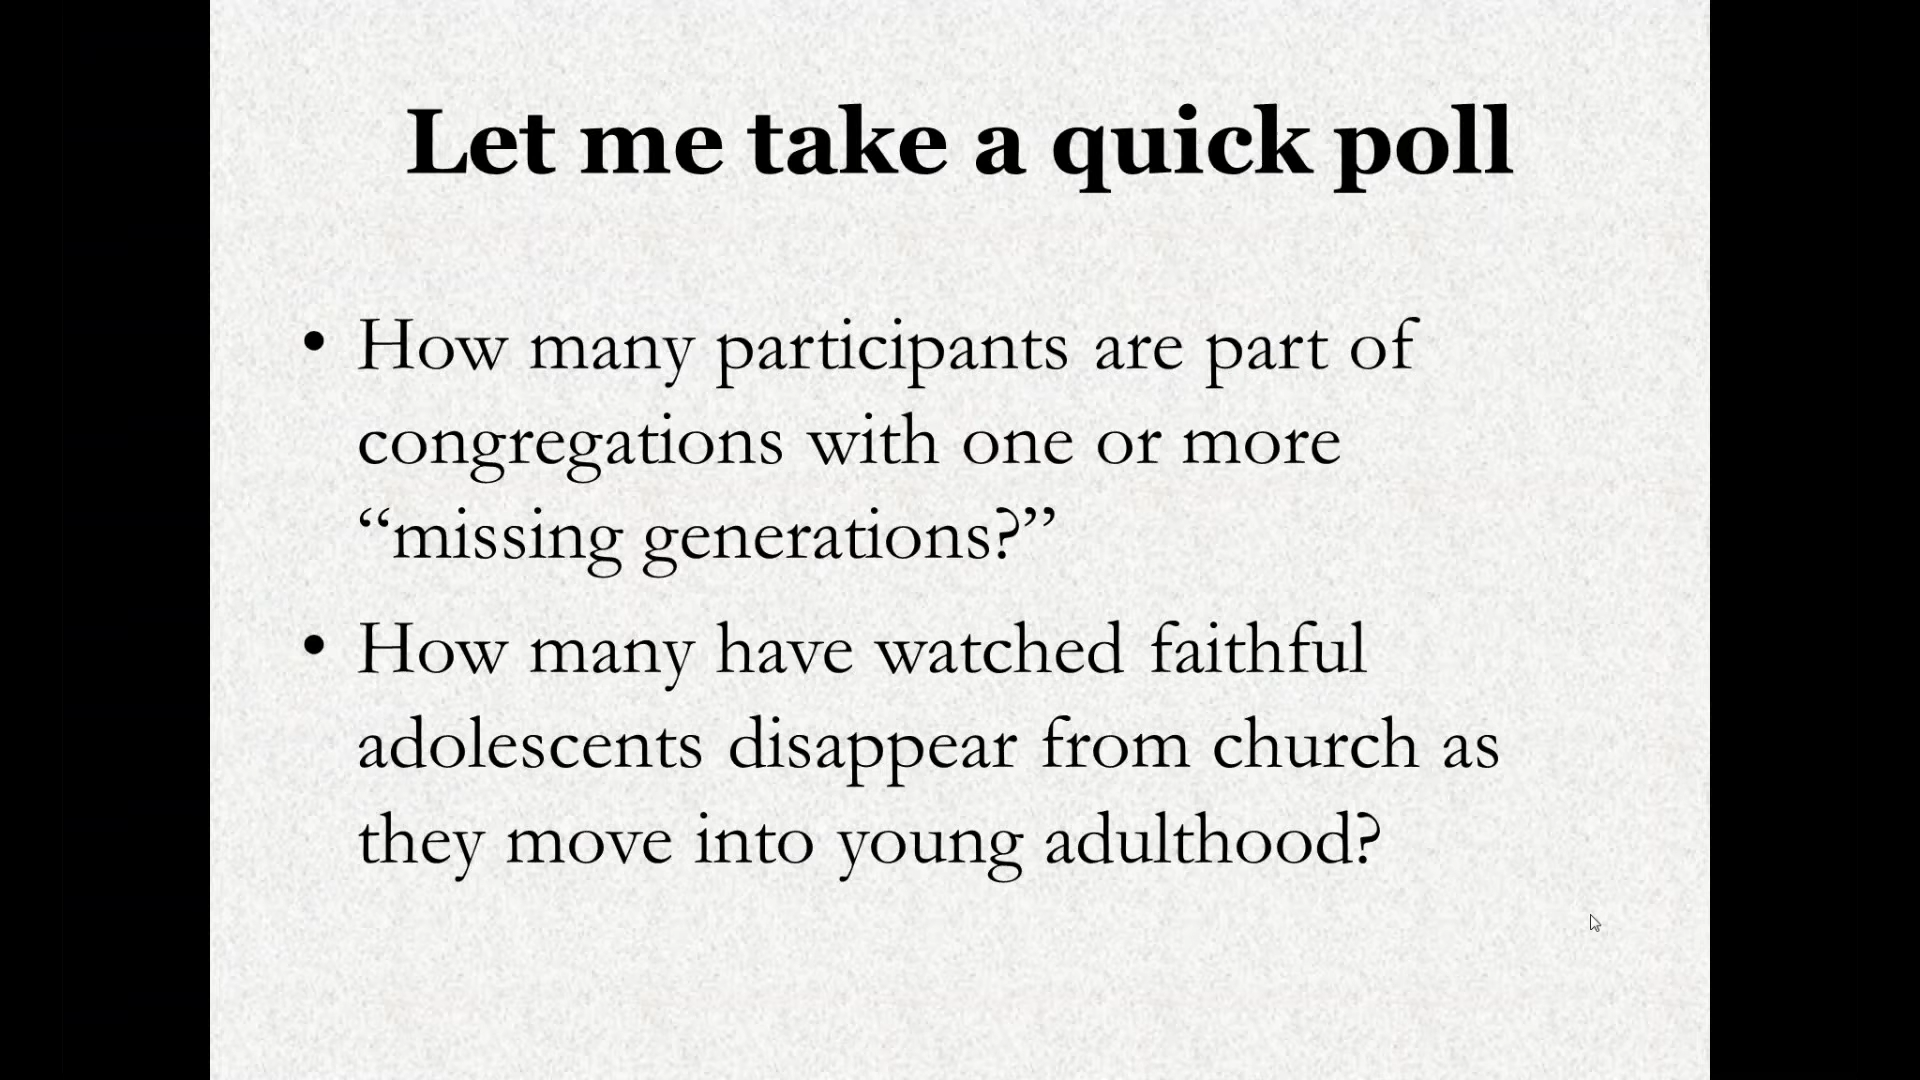 Let me take a quick poll
• How many participants are part of
congregations with one or more
“missing generations?”
• How many have watched faithful
adolescents disappear from church as
they move into young adulthood?